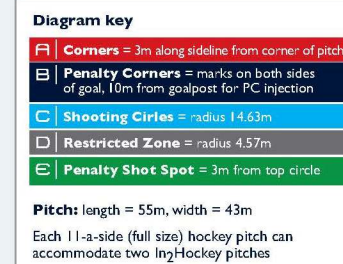 Diagram key
A Corners = 3m along sideline from corner of pitch
B Penalty Corners = marks on both sides
of goal, 10m from goalpost for PC injection
C Shooting Cirles = radius 14.63m
D Restricted Zone = radius 4.57m
E Penalty Shot Spot = 3m from top circle
Pitch: length = 55m, width = 43m
Each 11-a-side (full size) hockey pitch can
accommodate two In2Hockey pitches